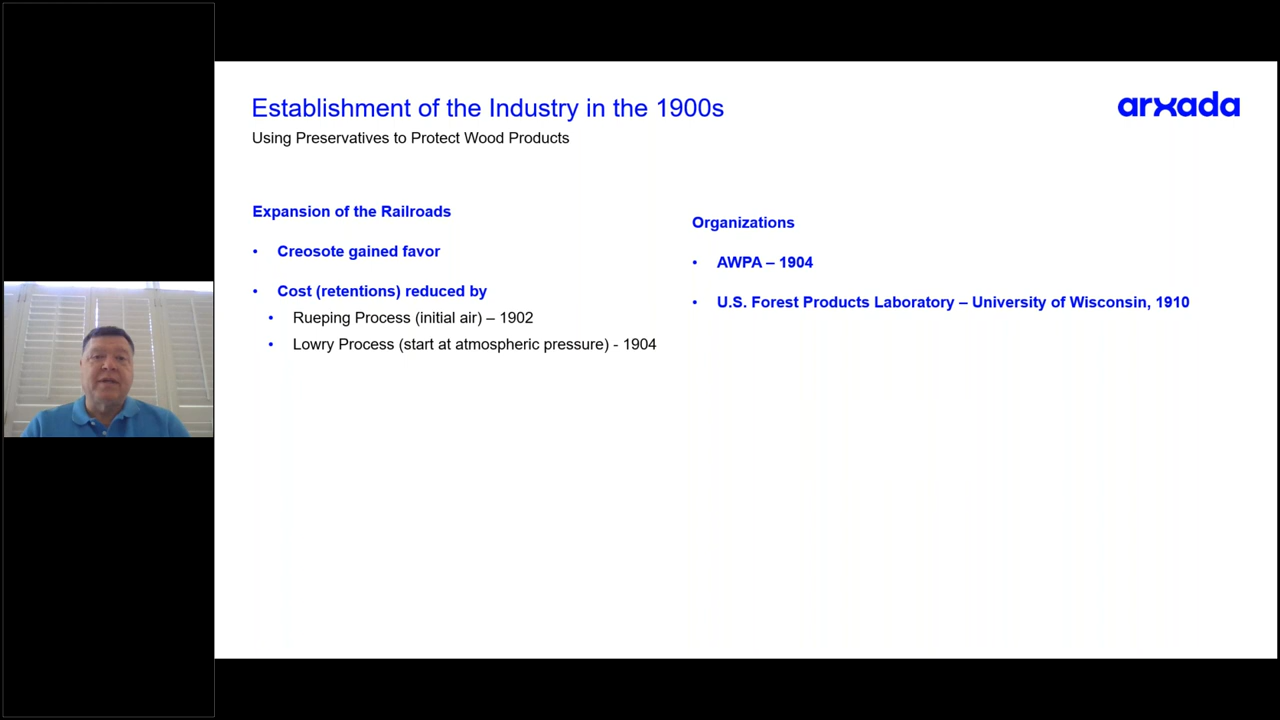 Establishment of the Industry in the 1900s
arxada
Using Preservatives to Protect Wood Products
Expansion of the Railroads
• Creosote gained favor
• Cost (retentions) reduced by
• Rueping Process (initial air) – 1902
• Lowry Process (start at atmospheric pressure) - 1904
Organizations
• AWPA – 1904
• U.S. Forest Products Laboratory – University of Wisconsin, 1910